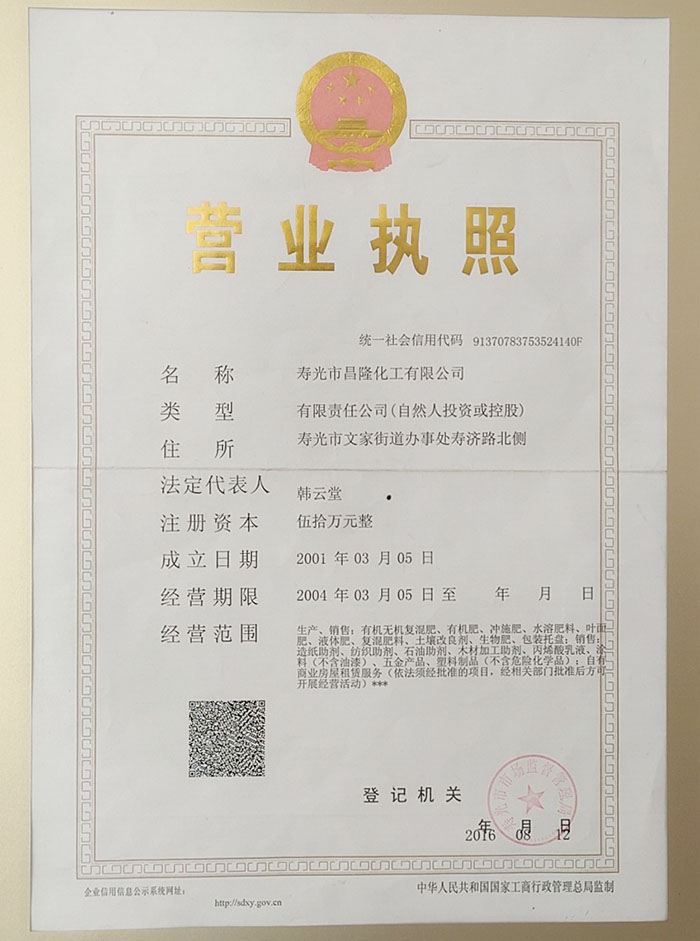 营业执照
统一社会信用代码 91370783753524140F
名称 寿光市昌隆化工有限公司
类型 有限责任公司(自然人投资或控股)
住所 寿光市文家街道办事处寿济路北侧
法定代表人 韩云堂
注册资本 伍拾万元整
成立日期 2001 年 03 月 05 日
经营期限 2004 年 03 月 05 日 至 年 月 日
经营范围 生产、销售：有机无机复混肥、有机肥、冲施肥、水溶肥料、叶面
肥、液体肥、复混肥料、土壤改良剂、生物肥、包装托盘；销售：
造纸助剂、纺织助剂、石油助剂、木材加工助剂、丙烯酸乳液、涂
料（不含油漆）、五金产品、塑料制品（不含危险化学品）；自有
商业房屋租赁服务（依法须经批准的项目，经相关部门批准后方可
开展经营活动）***
登记机关
寿光市市场监督管理局
2016 年 08 月 12 日
企业信用信息公示系统网址：
http://sdxy.gov.cn
中华人民共和国国家工商行政管理总局监制